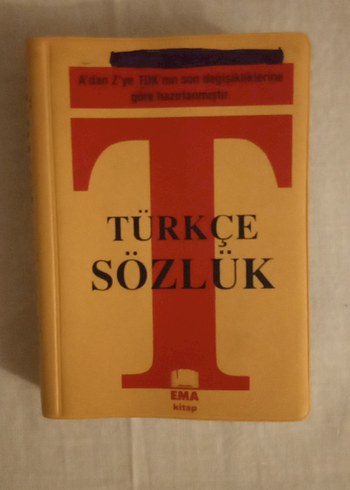 A'dan Z'ye TDK'nın son değişikliklerine
göre hazırlanmıştır
TÜRKÇE
SÖZLÜK
EMA
kitap